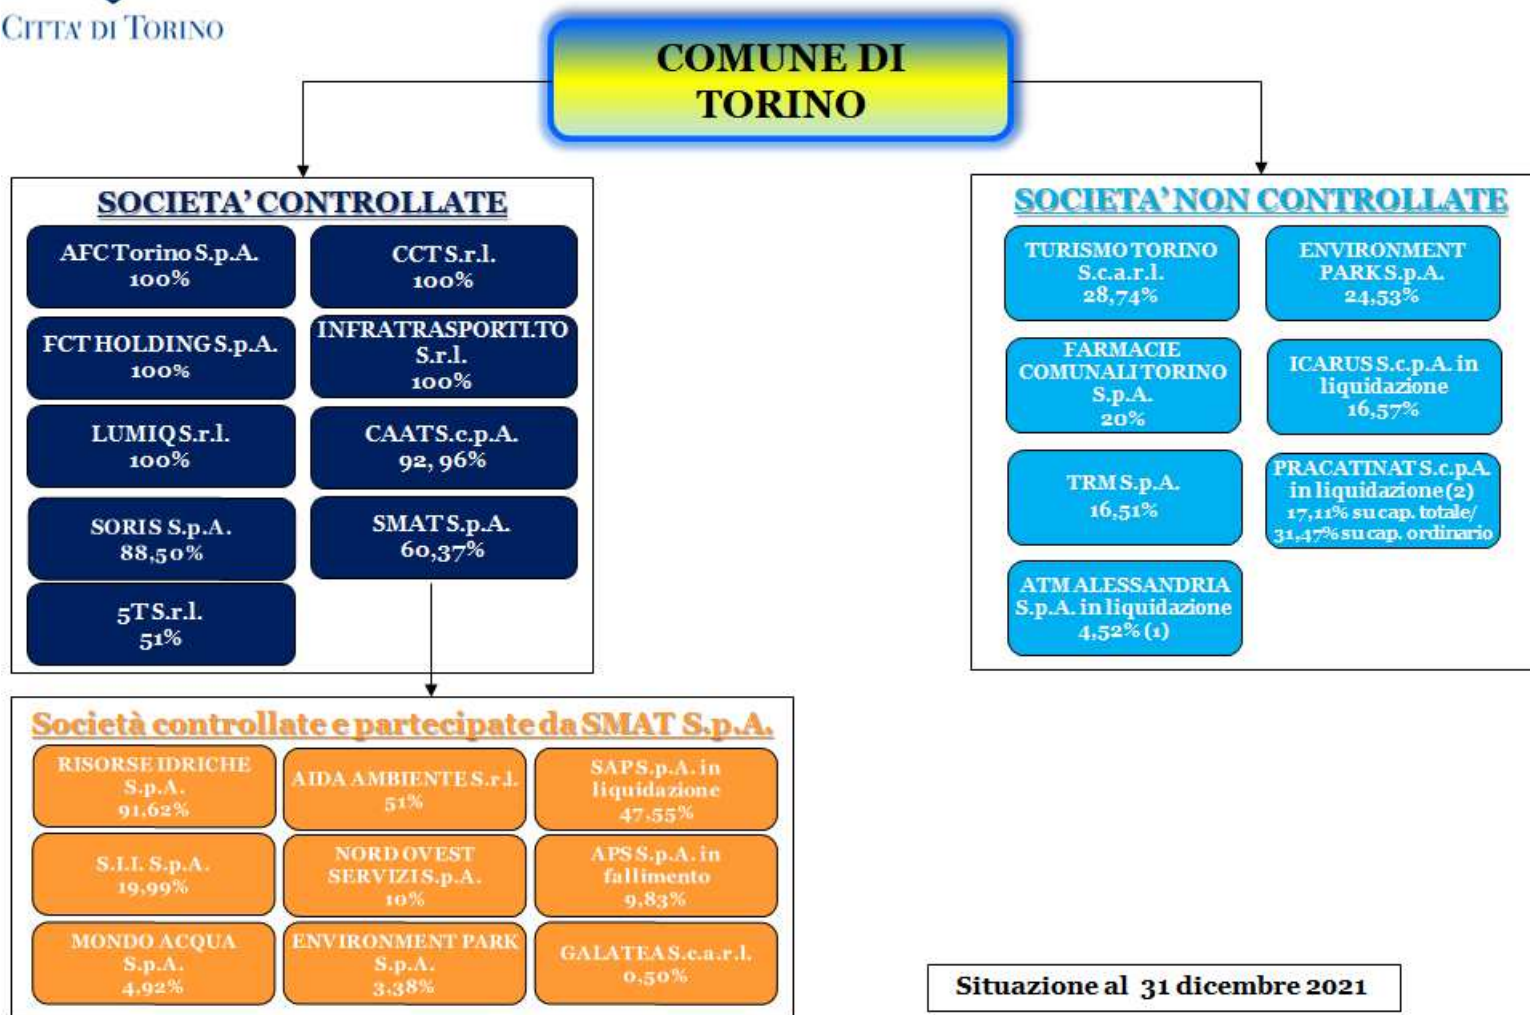 CITTA' DI TORINO
COMUNE DI
TORINO
SOCIETA' CONTROLLATE
AFC Torino S.p.A.
100%
CCT S.r.l.
100%
FCT HOLDING S.p.A.
100%
INFRATRASPORTI.TO
S.r.l.
100%
LUMIQ S.r.l.
100%
CAAT S.c.p.A.
92, 96%
SORIS S.p.A.
88,50%
SMAT S.p.A.
60,37%
5T S.r.l.
51%
SOCIETA' NON CONTROLLATE
TURISMO TORINO
S.c.a.r.l.
28,74%
ENVIRONMENT
PARK S.p.A.
24,53%
FARMACIE
COMUNALI TORINO
S.p.A.
20%
ICARUS S.c.p.A. in
liquidazione
16,57%
TRM S.p.A.
16,51%
PRACATINAT S.c.p.A.
in liquidazione (2)
17,11% su cap. totale/
31,47% su cap. ordinario
ATM ALESSANDRIA
S.p.A. in liquidazione
4,52% (1)
Società controllate e partecipate da SMAT S.p.A.
RISORSE IDRICHE
S.p.A.
91,62%
AIDA AMBIENTE S.r.l.
51%
SAP S.p.A. in
liquidazione
47,55%
S.I.I. S.p.A.
19,99%
NORD OVEST
SERVIZI S.p.A.
10%
APS S.p.A. in
fallimento
9,83%
MONDO ACQUA
S.p.A.
4,92%
ENVIRONMENT PARK
S.p.A.
3,38%
GALATEA S.c.a.r.l.
0,50%
Situazione al 31 dicembre 2021